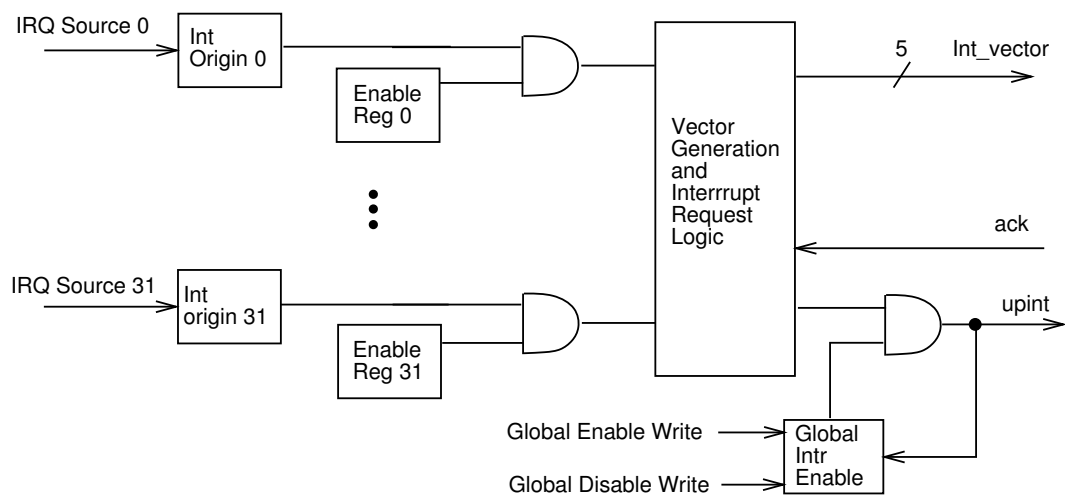 IRQ Source 0
Int
Origin 0
Enable
Reg 0
5
Int_vector
Vector
Generation
and
Interrrupt
Request
Logic
ack
IRQ Source 31
Int
origin 31
Enable
Reg 31
upint
Global Enable Write
Global Disable Write
Global
Intr
Enable